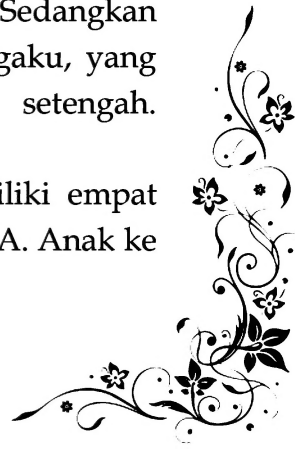 Sedangkan
gaku, yang
setengah.
iliki empat
A. Anak ke